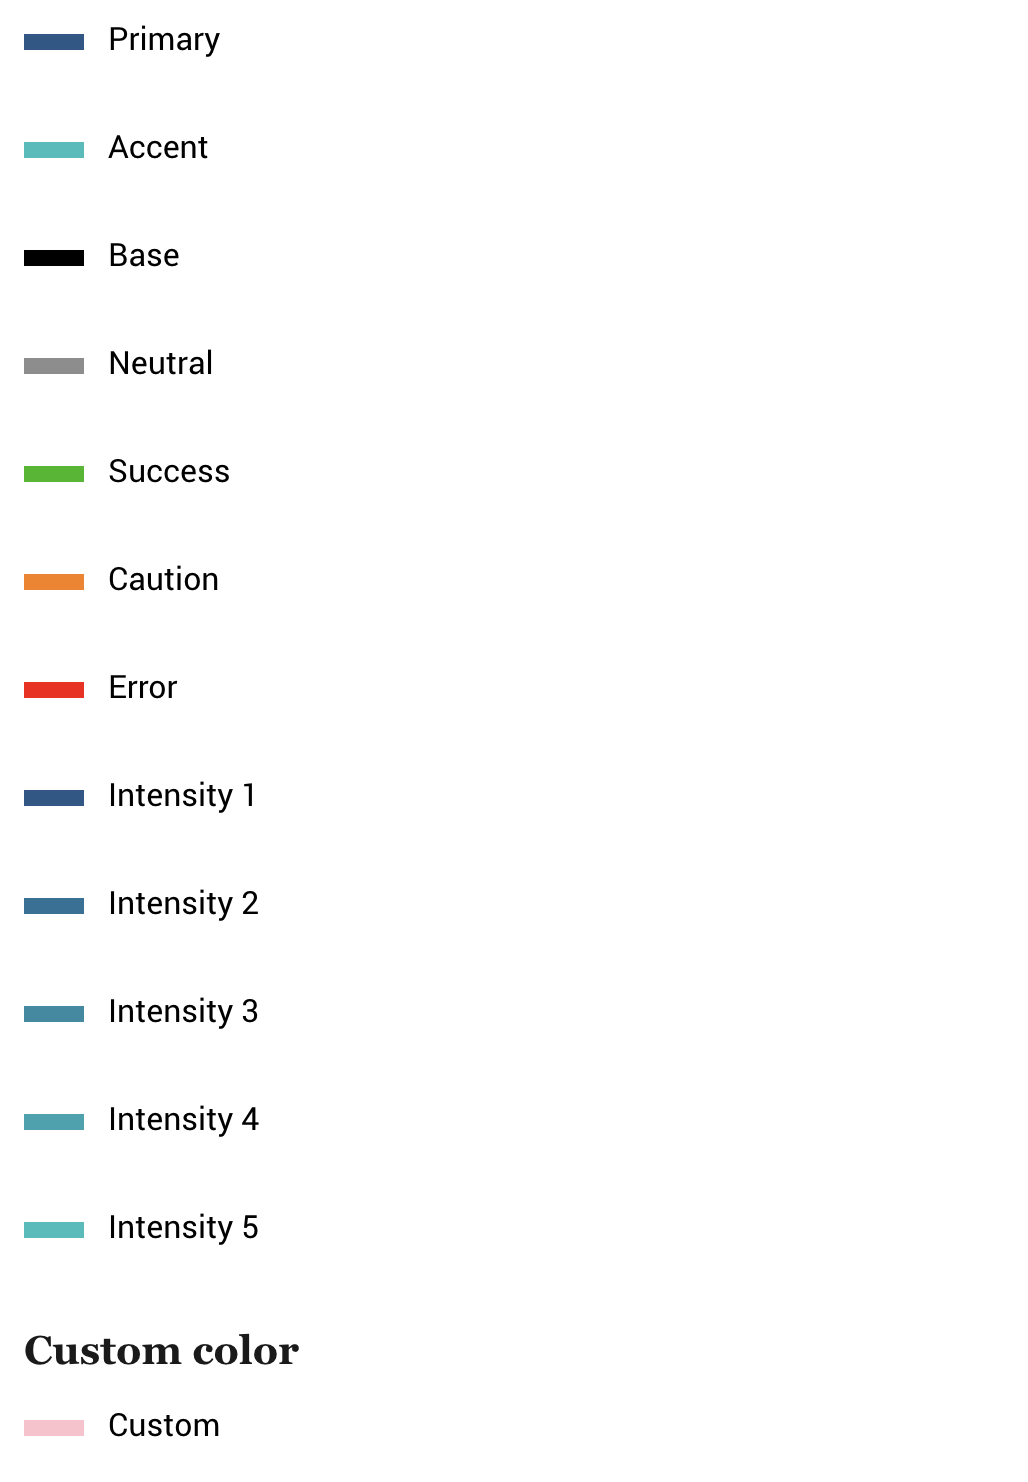 Primary
Accent
Base
Neutral
Success
Caution
Error
Intensity 1
Intensity 2
Intensity 3
Intensity 4
Intensity 5
Custom color
Custom